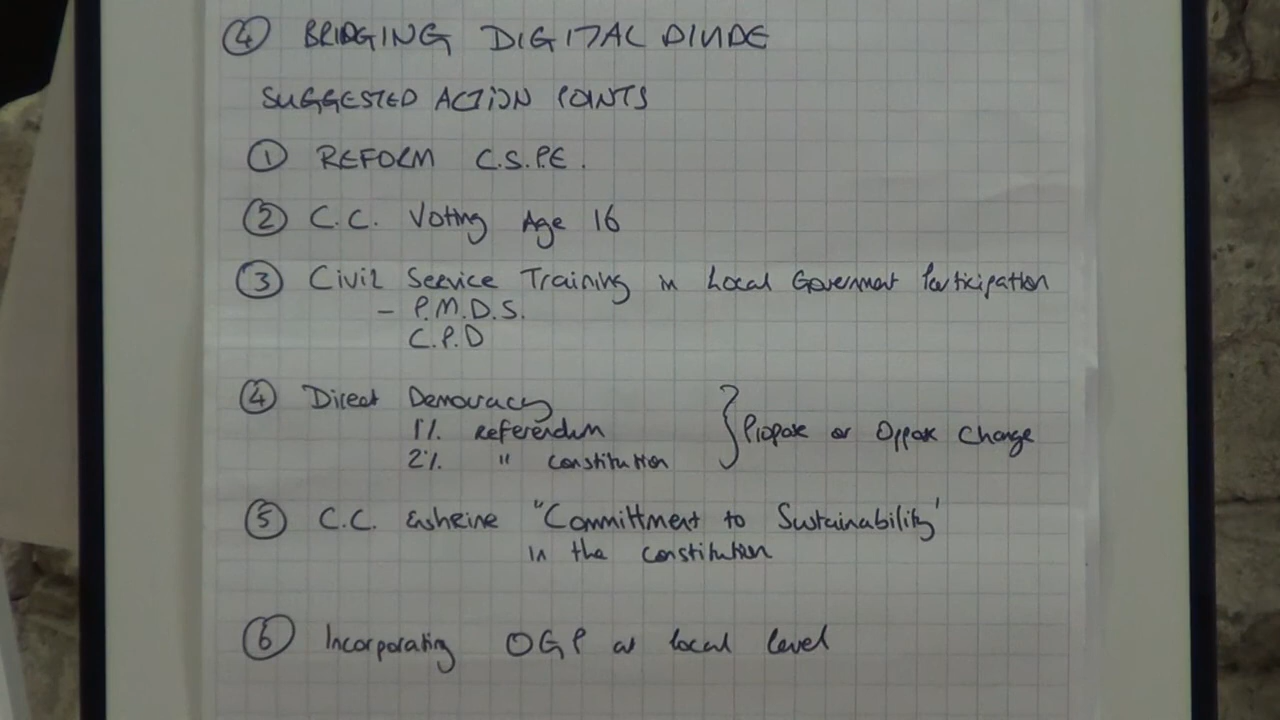 ④ BRIDGING DIGITAL DIVIDE
SUGGESTED ACTION POINTS
① REFORM C.S.P.E.
② C.C. Voting Age 16
③ Civil Service Training in Local Government Participation
– P.M.D.S.
C.P.D
④ Direct Democracy
1% referendum } Propose or Oppose Change
2% " constitution
⑤ C.C. Enshrine "Committment to Sustainability"
in the constitution
⑥ Incorporating OGP at local level